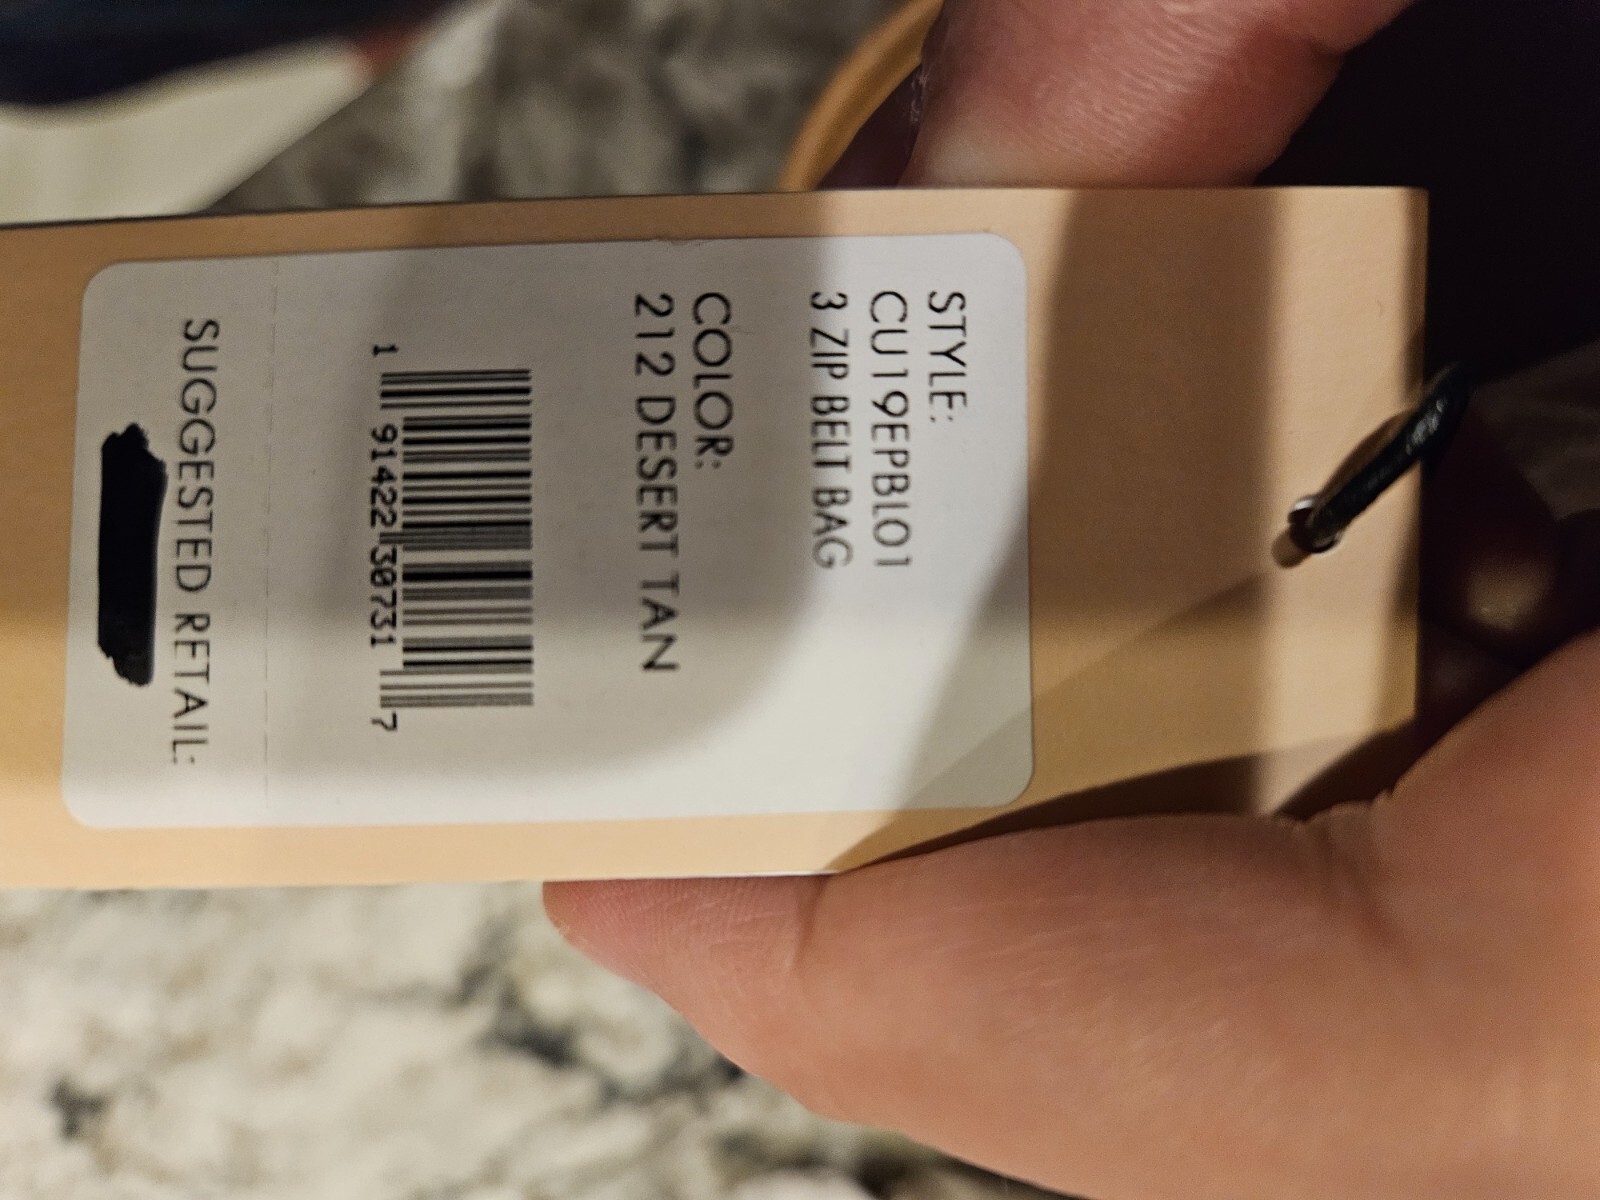 STYLE:
CU19EPBL01
3 ZIP BELT BAG
COLOR:
212 DESERT TAN
1 91422 30731 7
SUGGESTED RETAIL: